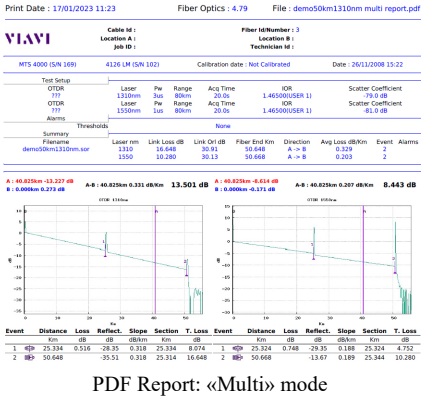 Print Date : 17/01/2023 11:23 Fiber Optics : 4.79 File : demo50km1310nm multi report.pdf
VIAVI
Cable Id : Fiber Id/Number : 3
Location A : Location B :
Job ID : Technician Id :
MTS 4000 (S/N 169) 4126 LM (S/N 102) Calibration date : Not Calibrated Date : 26/11/2008 15:22
Test Setup
OTDR Laser Pw Range Acq Time IOR Scatter Coefficient
??? 1310nm 3us 80km 20.0s 1.46500(USER 1) -79.0 dB
OTDR Laser Pw Range Acq Time IOR Scatter Coefficient
??? 1550nm 1us 80km 20.0s 1.46500(USER 1) -81.0 dB
Alarms
Thresholds None
Summary
Filename Laser nm Link Loss dB Link Orl dB Fiber End Km Direction Avg Loss dB/Km Event Alarms
demo50km1310nm.sor 1310 16.648 30.91 50.648 A -> B 0.329 2
1550 10.280 30.13 50.668 A -> B 0.203 2
A : 40.825km -13.227 dB
B : 0.000km 0.273 dB
A-B : 40.825km 0.331 dB/Km 13.501 dB
A : 40.825km -8.614 dB
B : 0.000km -0.171 dB
A-B : 40.825km 0.207 dB/Km 8.443 dB
OTDR 1310nm
OTDR 1550nm
Event Distance Loss Reflect. Slope Section T. Loss Event Distance Loss Reflect. Slope Section T. Loss
Km dB dB dB/km Km dB Km dB dB dB/km Km dB
1 25.334 0.516 -28.35 0.318 25.334 8.074 1 25.324 0.748 -29.35 0.188 25.324 4.752
2 50.648 -35.51 0.318 25.314 16.648 2 50.668 -13.67 0.189 25.344 10.280
PDF Report: «Multi» mode